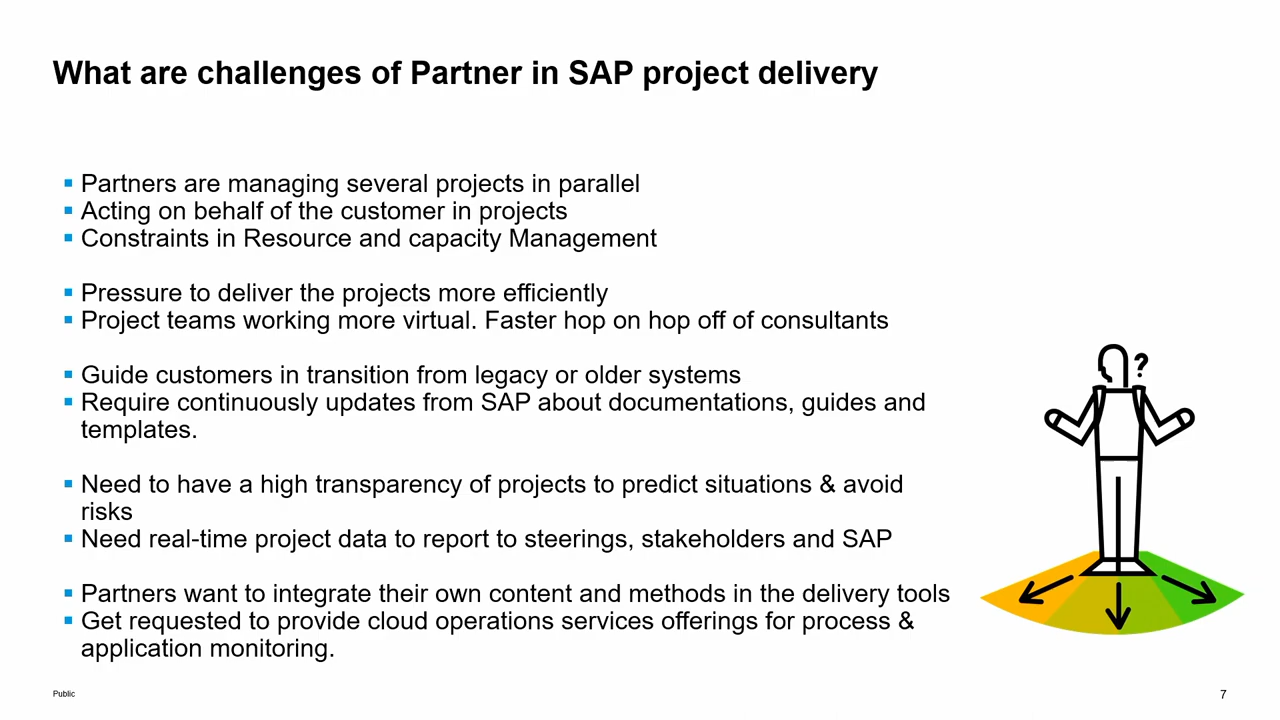 What are challenges of Partner in SAP project delivery
▪ Partners are managing several projects in parallel
▪ Acting on behalf of the customer in projects
▪ Constraints in Resource and capacity Management
▪ Pressure to deliver the projects more efficiently
▪ Project teams working more virtual. Faster hop on hop off of consultants
▪ Guide customers in transition from legacy or older systems
▪ Require continuously updates from SAP about documentations, guides and
templates.
▪ Need to have a high transparency of projects to predict situations & avoid
risks
▪ Need real-time project data to report to steerings, stakeholders and SAP
▪ Partners want to integrate their own content and methods in the delivery tools
▪ Get requested to provide cloud operations services offerings for process &
application monitoring.
?
Public
7